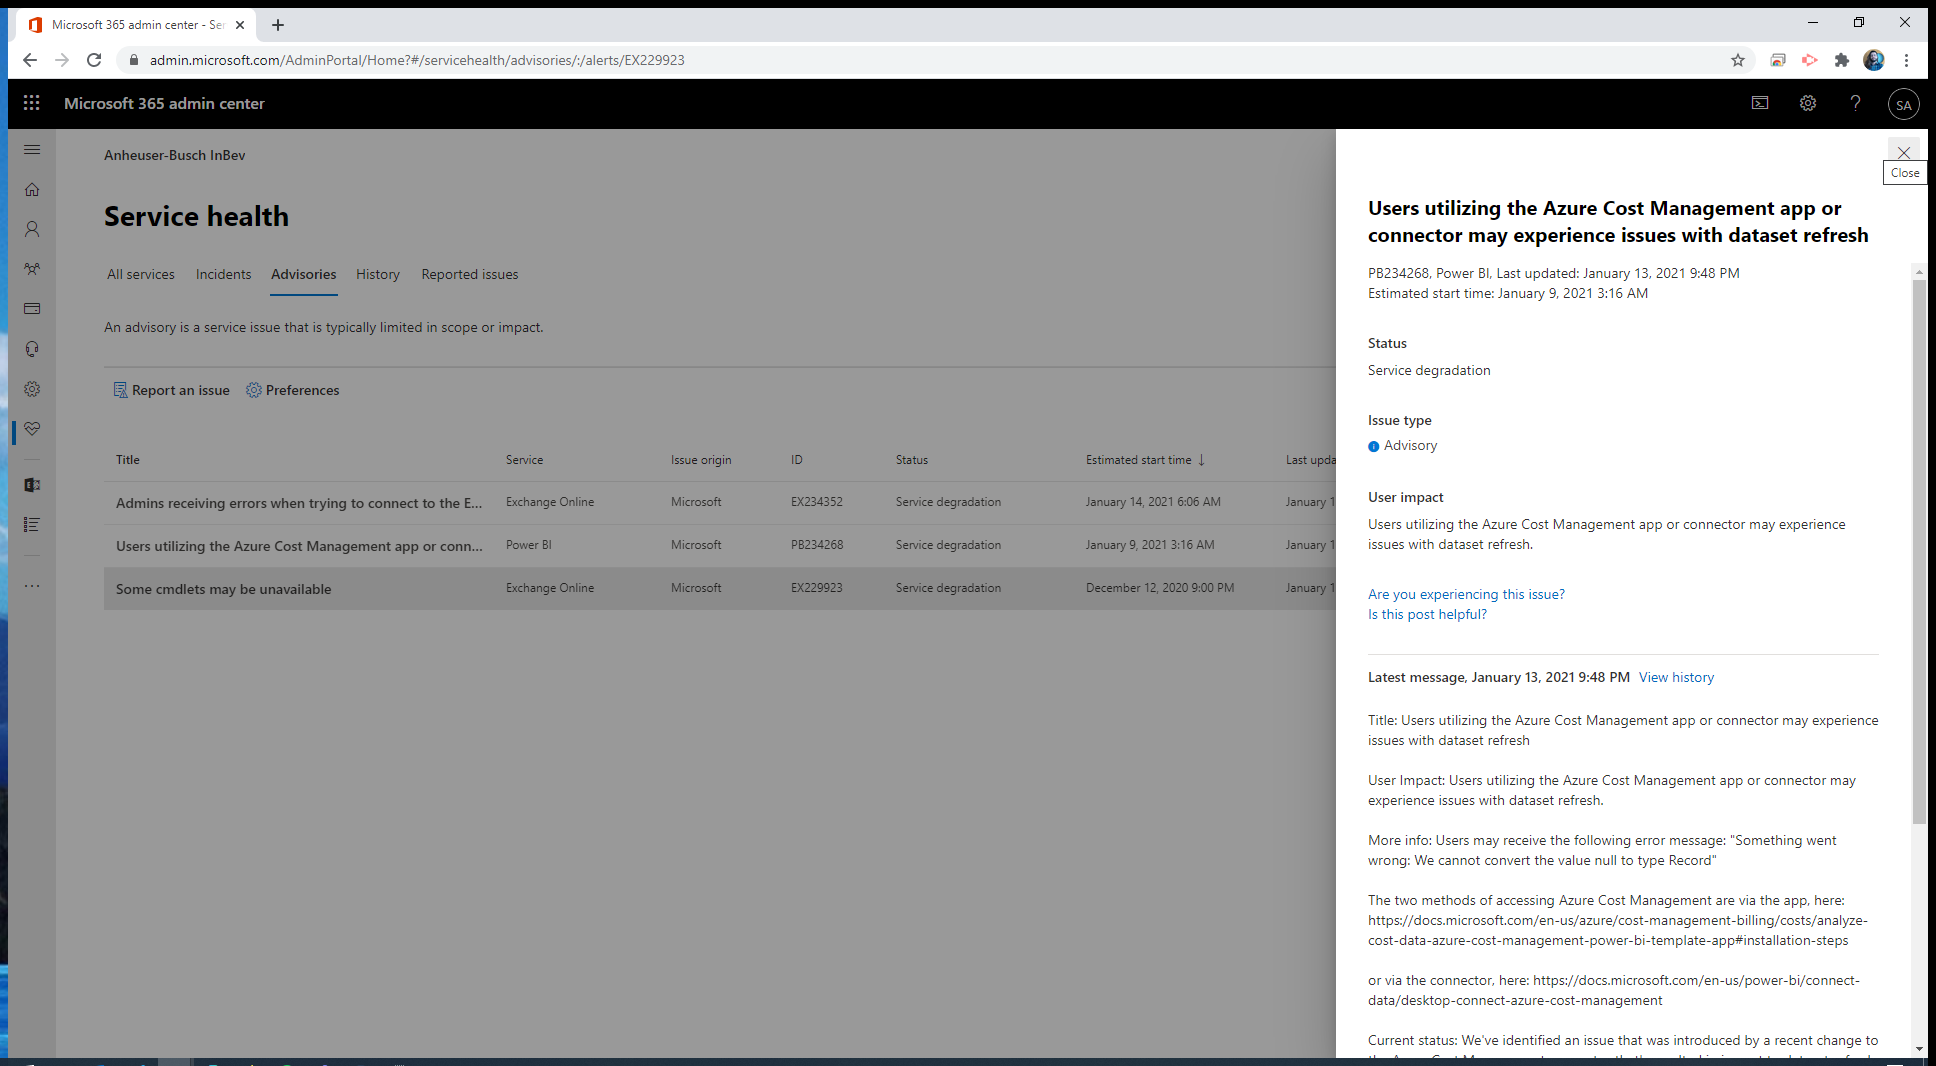 Microsoft 365 admin center - Ser
admin.microsoft.com/AdminPortal/Home?#/servicehealth/advisories/:/alerts/EX229923
Microsoft 365 admin center
SA
Anheuser-Busch InBev
Service health
All services Incidents Advisories History Reported issues
An advisory is a service issue that is typically limited in scope or impact.
Report an issue Preferences
Title Service Issue origin ID Status Estimated start time ↓ Last upda
Admins receiving errors when trying to connect to the E... Exchange Online Microsoft EX234352 Service degradation January 14, 2021 6:06 AM January 1
Users utilizing the Azure Cost Management app or conn... Power BI Microsoft PB234268 Service degradation January 9, 2021 3:16 AM January 1
Some cmdlets may be unavailable Exchange Online Microsoft EX229923 Service degradation December 12, 2020 9:00 PM January 1
Close
Users utilizing the Azure Cost Management app or
connector may experience issues with dataset refresh
PB234268, Power BI, Last updated: January 13, 2021 9:48 PM
Estimated start time: January 9, 2021 3:16 AM
Status
Service degradation
Issue type
Advisory
User impact
Users utilizing the Azure Cost Management app or connector may experience
issues with dataset refresh.
Are you experiencing this issue?
Is this post helpful?
Latest message, January 13, 2021 9:48 PM View history
Title: Users utilizing the Azure Cost Management app or connector may experience
issues with dataset refresh
User Impact: Users utilizing the Azure Cost Management app or connector may
experience issues with dataset refresh.
More info: Users may receive the following error message: "Something went
wrong: We cannot convert the value null to type Record"
The two methods of accessing Azure Cost Management are via the app, here:
https://docs.microsoft.com/en-us/azure/cost-management-billing/costs/analyze-
cost-data-azure-cost-management-power-bi-template-app#installation-steps
or via the connector, here: https://docs.microsoft.com/en-us/power-bi/connect-
data/desktop-connect-azure-cost-management
Current status: We've identified an issue that was introduced by a recent change to